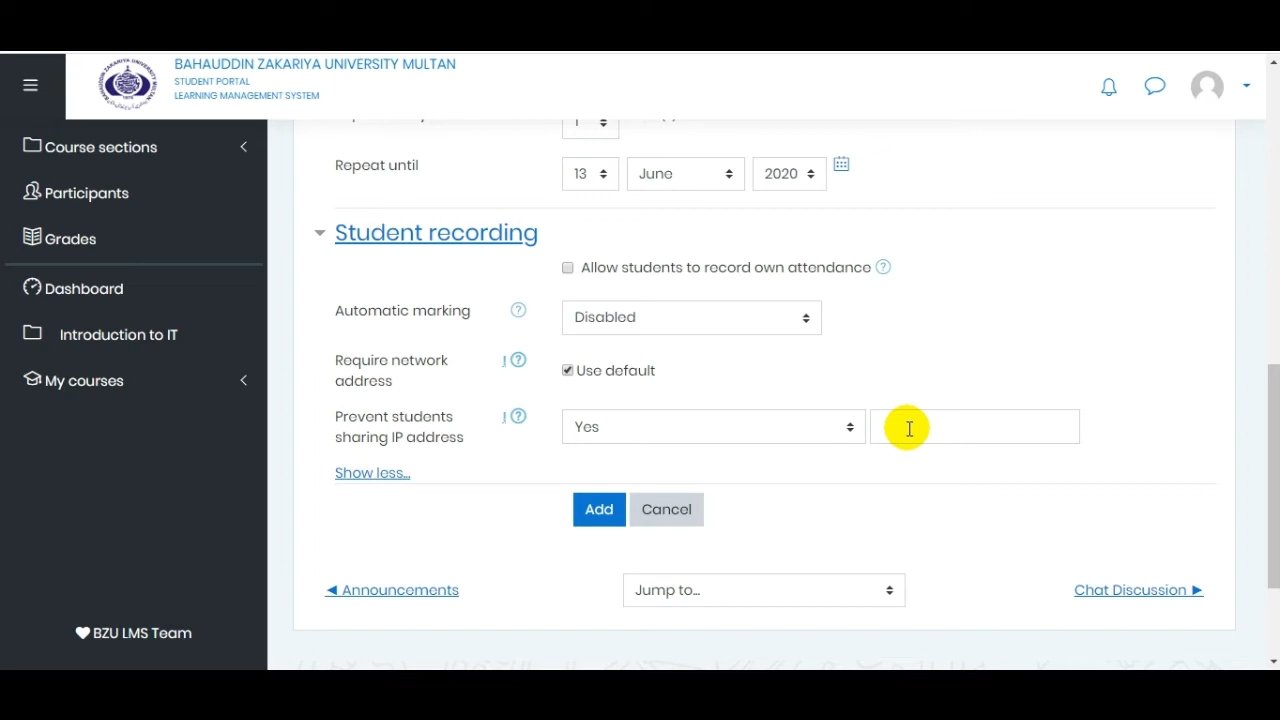 BAHAUDDIN ZAKARIYA UNIVERSITY MULTAN
STUDENT PORTAL
LEARNING MANAGEMENT SYSTEM
Course sections
Participants
Grades
Dashboard
Introduction to IT
My courses
BZU LMS Team
1
Repeat until
13 June 2020
Student recording
Allow students to record own attendance
Automatic marking
Disabled
Require network address
Use default
Prevent students sharing IP address
Yes
Show less...
Add Cancel
◄ Announcements
Jump to...
Chat Discussion ►